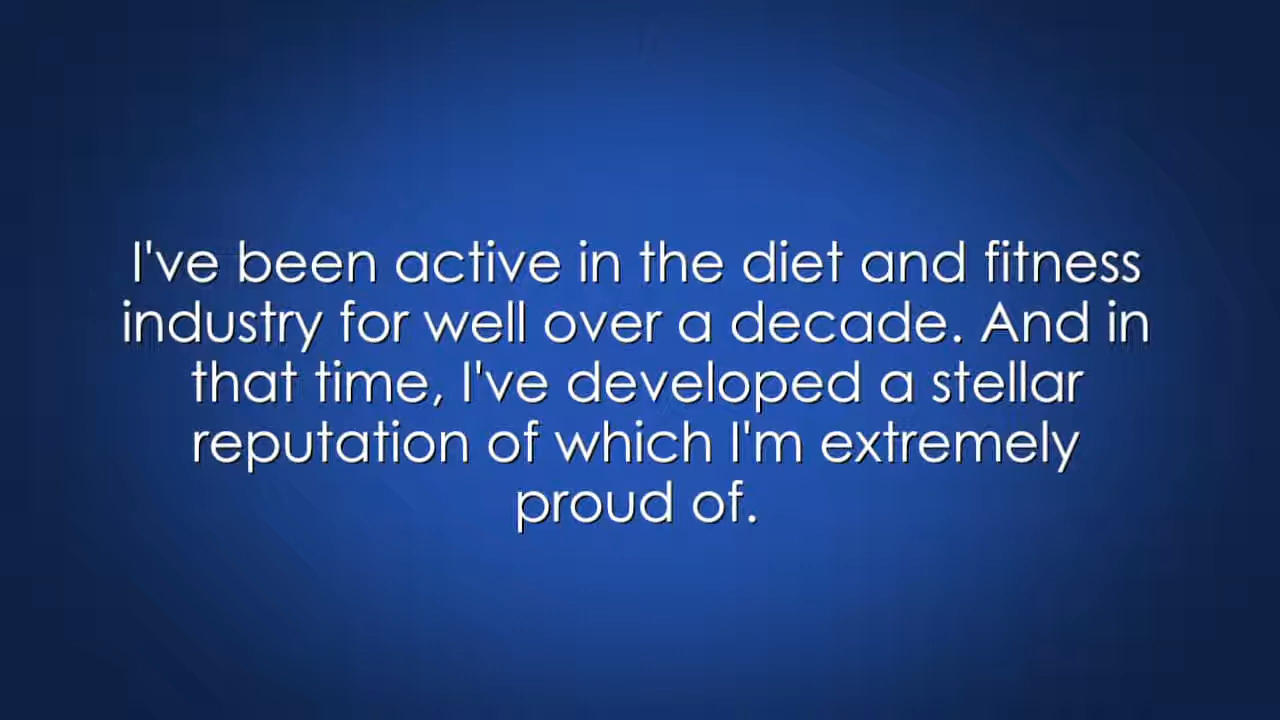 I've been active in the diet and fitness
industry for well over a decade. And in
that time, I've developed a stellar
reputation of which I'm extremely
proud of.